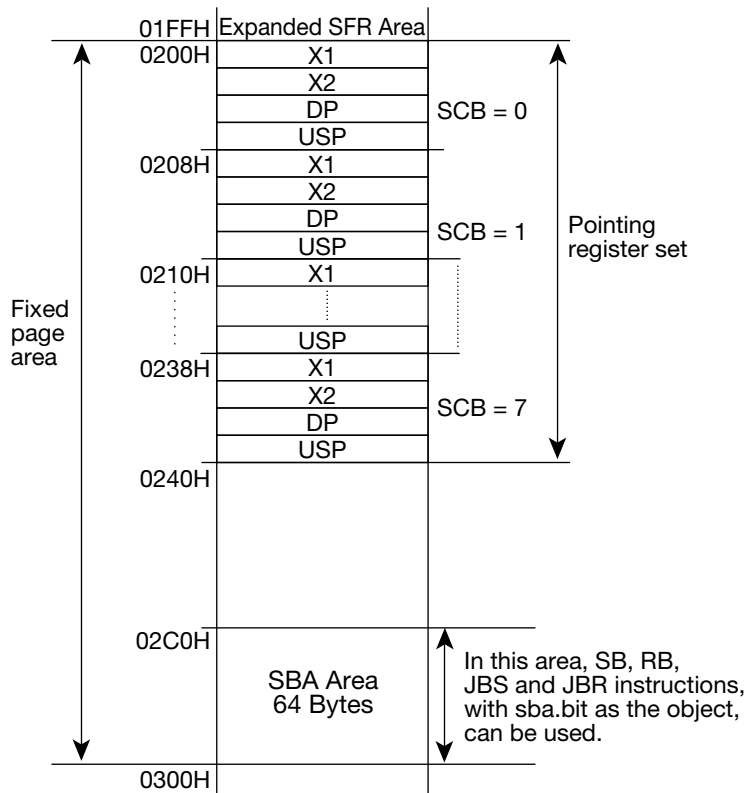 01FFH Expanded SFR Area
0200H
X1
X2
DP
USP
SCB = 0
0208H
X1
X2
DP
USP
SCB = 1
0210H
X1
USP
0238H
X1
X2
DP
USP
SCB = 7
0240H
Pointing
register set
Fixed
page
area
02C0H
SBA Area
64 Bytes
In this area, SB, RB,
JBS and JBR instructions,
with sba.bit as the object,
can be used.
0300H